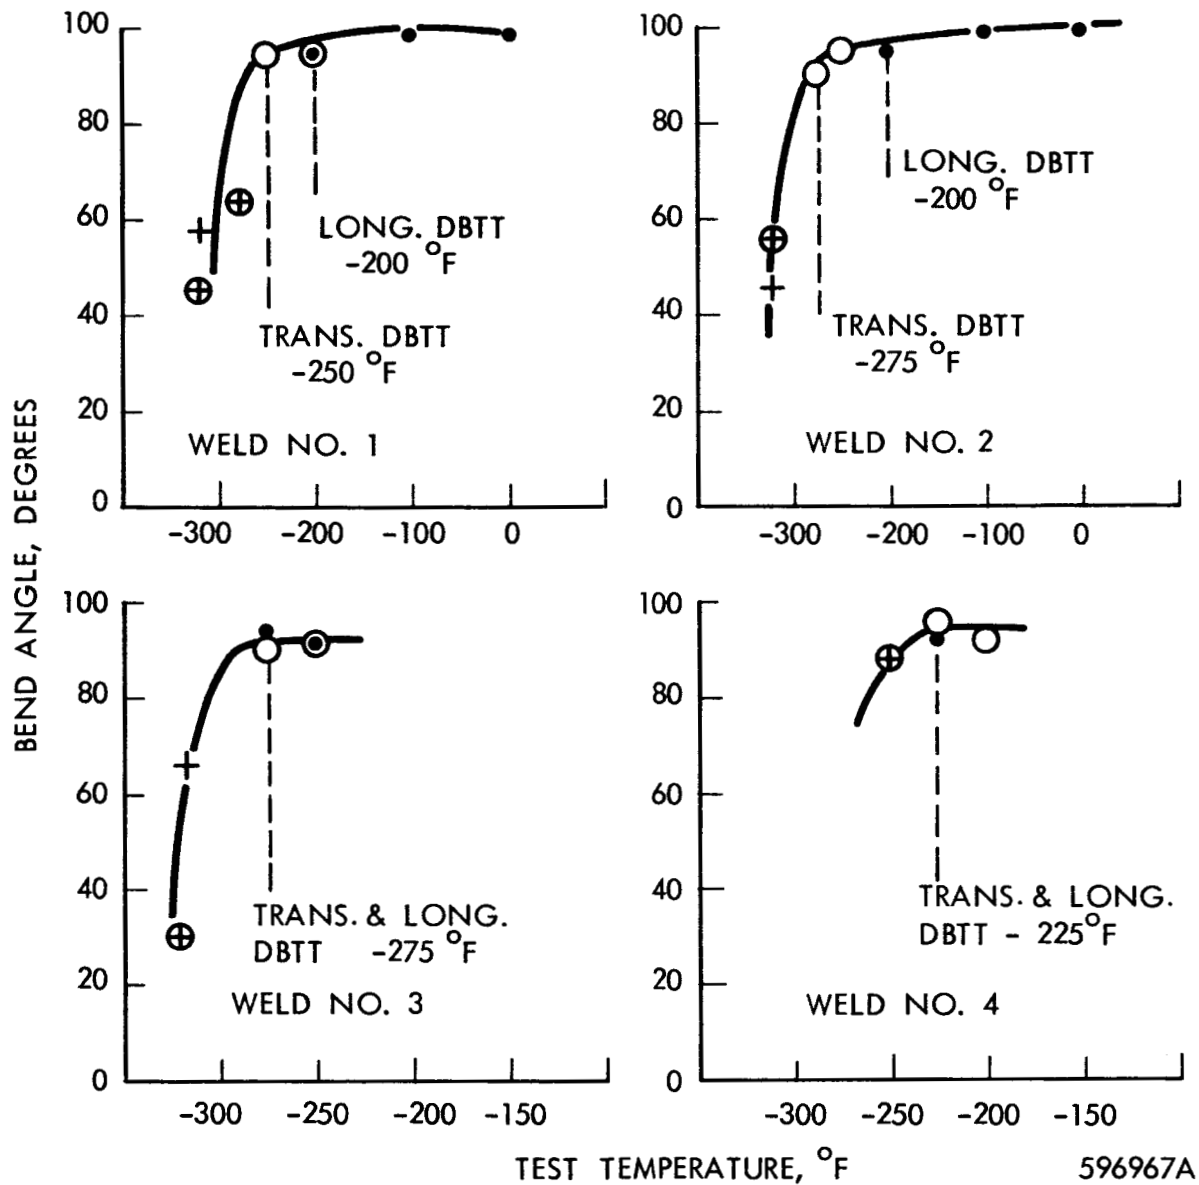 BEND ANGLE, DEGREES
100
80
60
40
20
0
-300 -200 -100 0
LONG. DBTT
-200 °F
TRANS. DBTT
-250 °F
WELD NO. 1
100
80
60
40
20
0
-300 -200 -100 0
LONG. DBTT
-200 °F
TRANS. DBTT
-275 °F
WELD NO. 2
100
80
60
40
20
0
-300 -250 -200 -150
TRANS. & LONG.
DBTT -275 °F
WELD NO. 3
100
80
60
40
20
0
-300 -250 -200 -150
TRANS. & LONG.
DBTT - 225°F
WELD NO. 4
TEST TEMPERATURE, °F
596967A